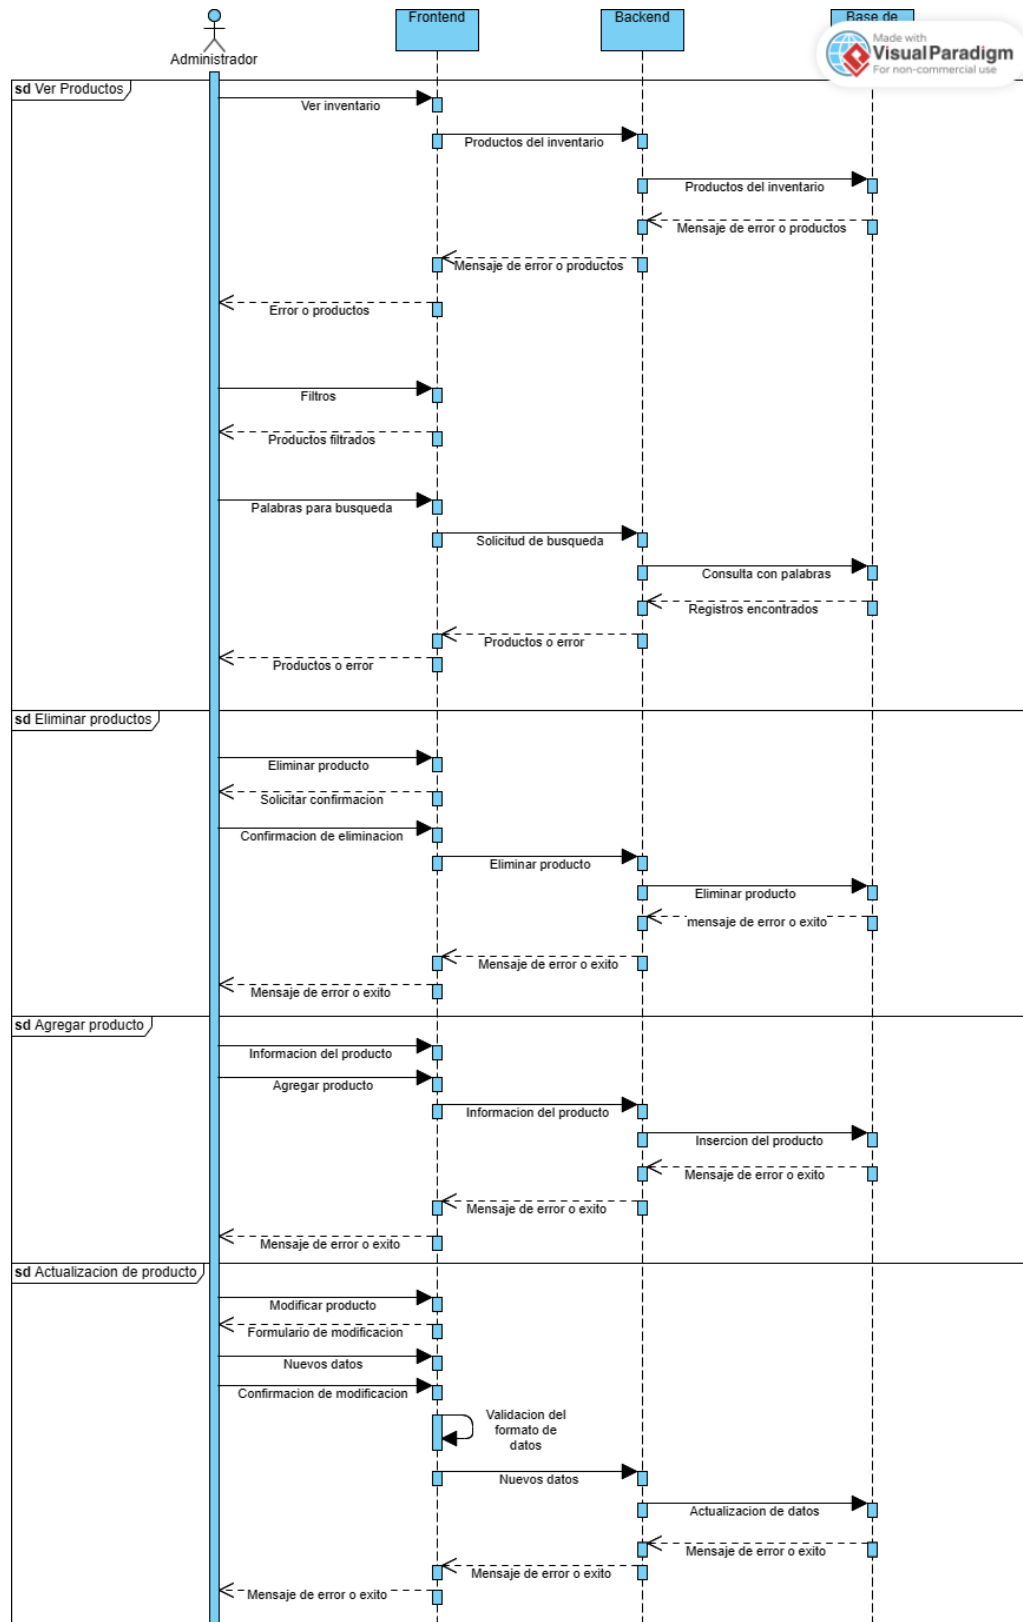 Frontend
Backend
Base de
Made with
Visual Paradigm
For non-commercial use
Administrador
sd Ver Productos
Ver inventario
Productos del inventario
Productos del inventario
Mensaje de error o productos
Mensaje de error o productos
Error o productos
Filtros
Productos filtrados
Palabras para busqueda
Solicitud de busqueda
Consulta con palabras
Registros encontrados
Productos o error
Productos o error
sd Eliminar productos
Eliminar producto
Solicitar confirmacion
Confirmacion de eliminacion
Eliminar producto
Eliminar producto
mensaje de error o exito
Mensaje de error o exito
Mensaje de error o exito
sd Agregar producto
Informacion del producto
Agregar producto
Informacion del producto
Insercion del producto
Mensaje de error o exito
Mensaje de error o exito
Mensaje de error o exito
sd Actualizacion de producto
Modificar producto
Formulario de modificacion
Nuevos datos
Confirmacion de modificacion
Validacion del
formato de
datos
Nuevos datos
Actualizacion de datos
Mensaje de error o exito
Mensaje de error o exito
Mensaje de error o exito